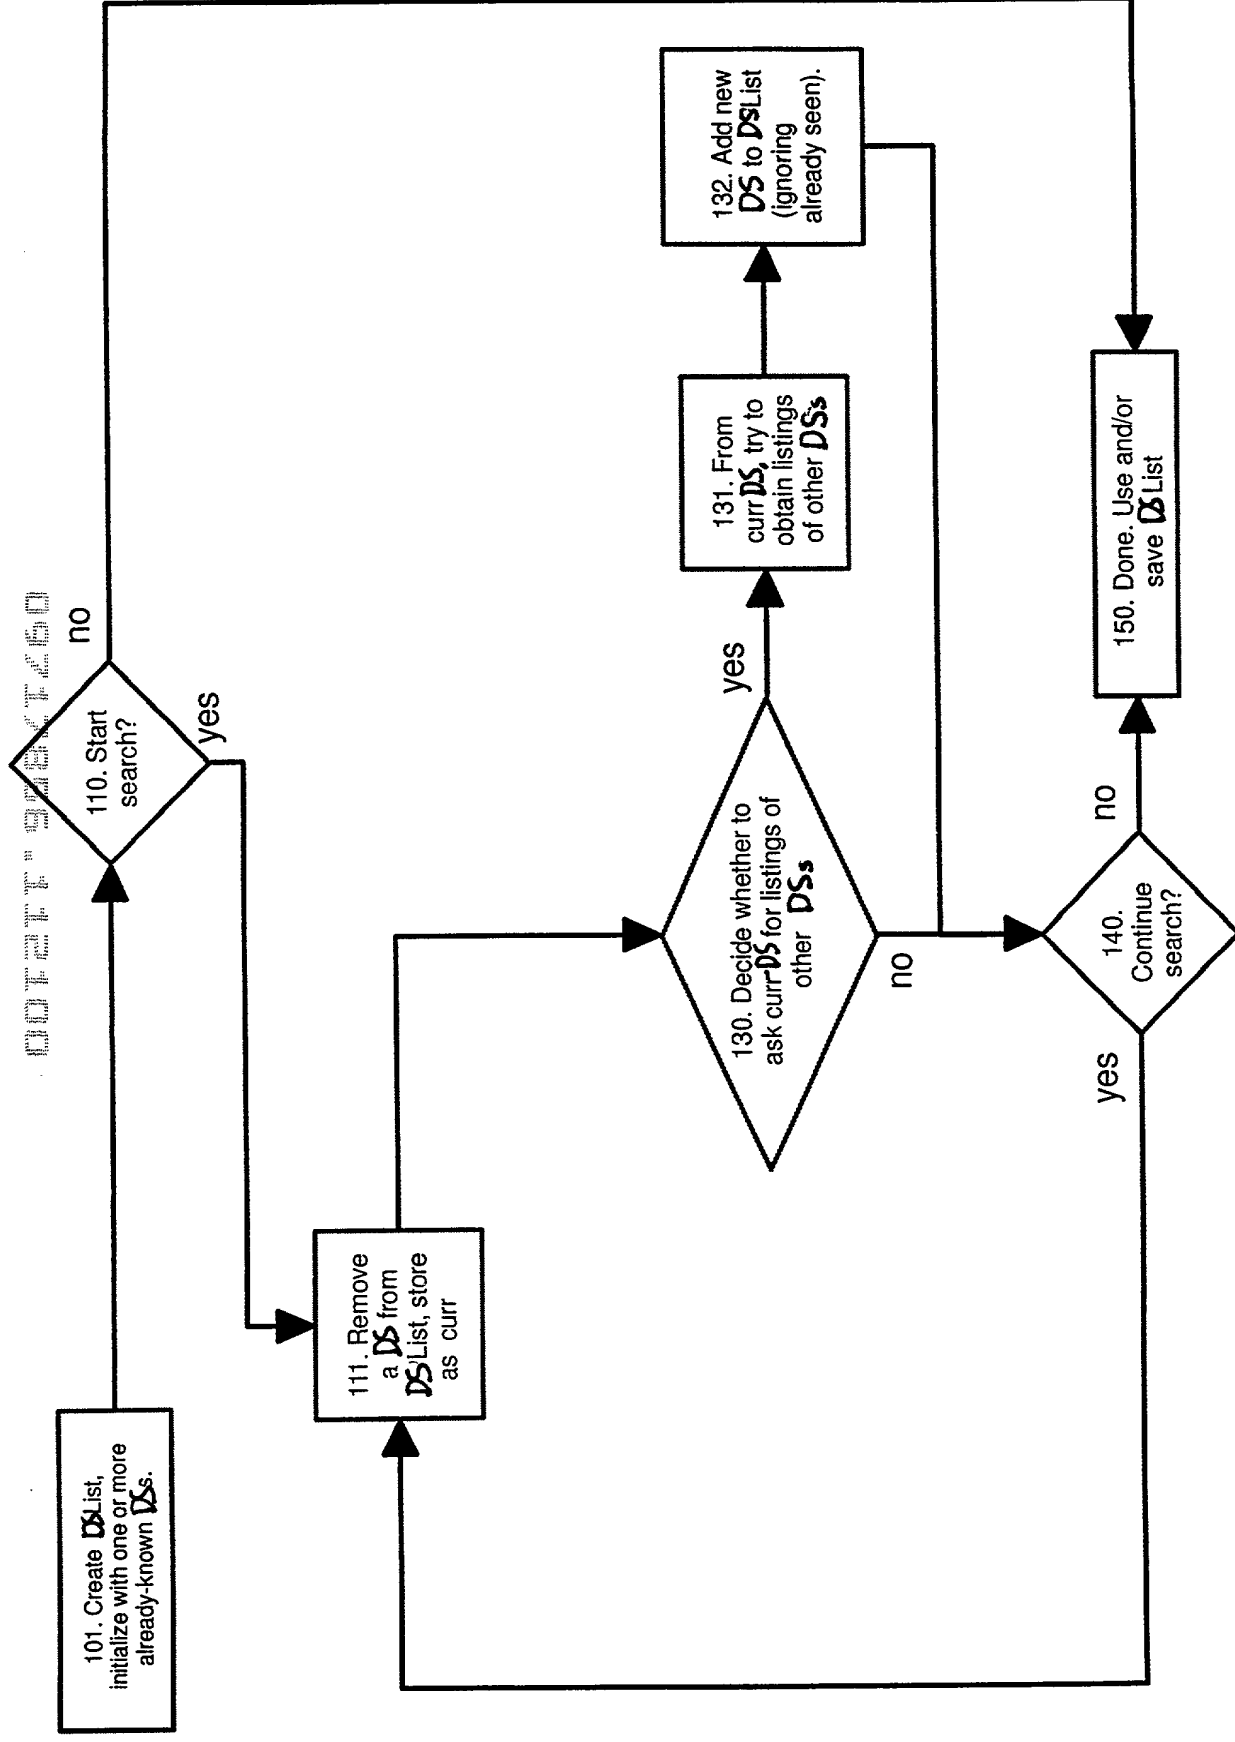 101. Create DSList,
initialize with one or more
already-known DSs.
110. Start
search?
no
yes
111. Remove
a DS from
DSList, store
as curr
130. Decide whether to
ask currDS for listings of
other DSs
yes
no
131. From
currDS, try to
obtain listings
of other DSs
132. Add new
DS to DSList
(ignoring
already seen).
140.
Continue
search?
yes
no
150. Done. Use and/or
save DSList